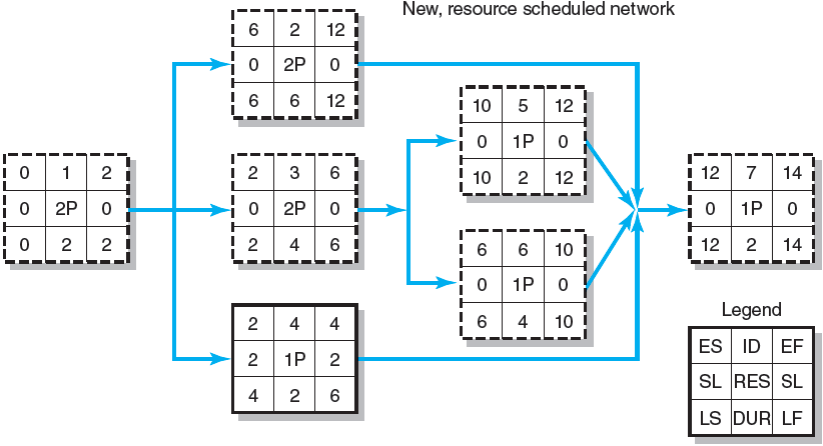 New, resource scheduled network
6 2 12
0 2P 0
6 6 12
10 5 12
0 1P 0
10 2 12
0 1 2
0 2P 0
0 2 2
2 3 6
0 2P 0
2 4 6
12 7 14
0 1P 0
12 2 14
6 6 10
0 1P 0
6 4 10
2 4 4
2 1P 2
4 2 6
Legend
ES ID EF
SL RES SL
LS DUR LF